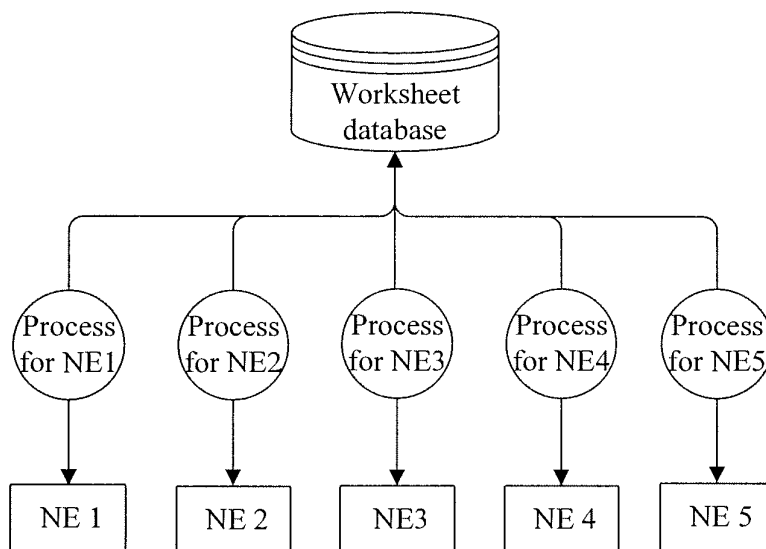 Worksheet
database
Process
for NE1
Process
for NE2
Process
for NE3
Process
for NE4
Process
for NE5
NE 1
NE 2
NE3
NE 4
NE 5